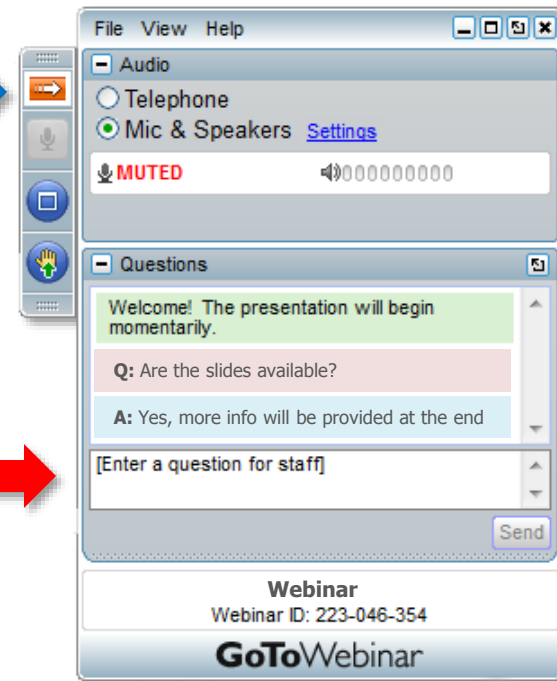 File View Help
Audio
Telephone
Mic & Speakers Settings
MUTED 000000000
Questions
Welcome! The presentation will begin
momentarily.
Q: Are the slides available?
A: Yes, more info will be provided at the end
[Enter a question for staff]
Send
Webinar
Webinar ID: 223-046-354
GoToWebinar